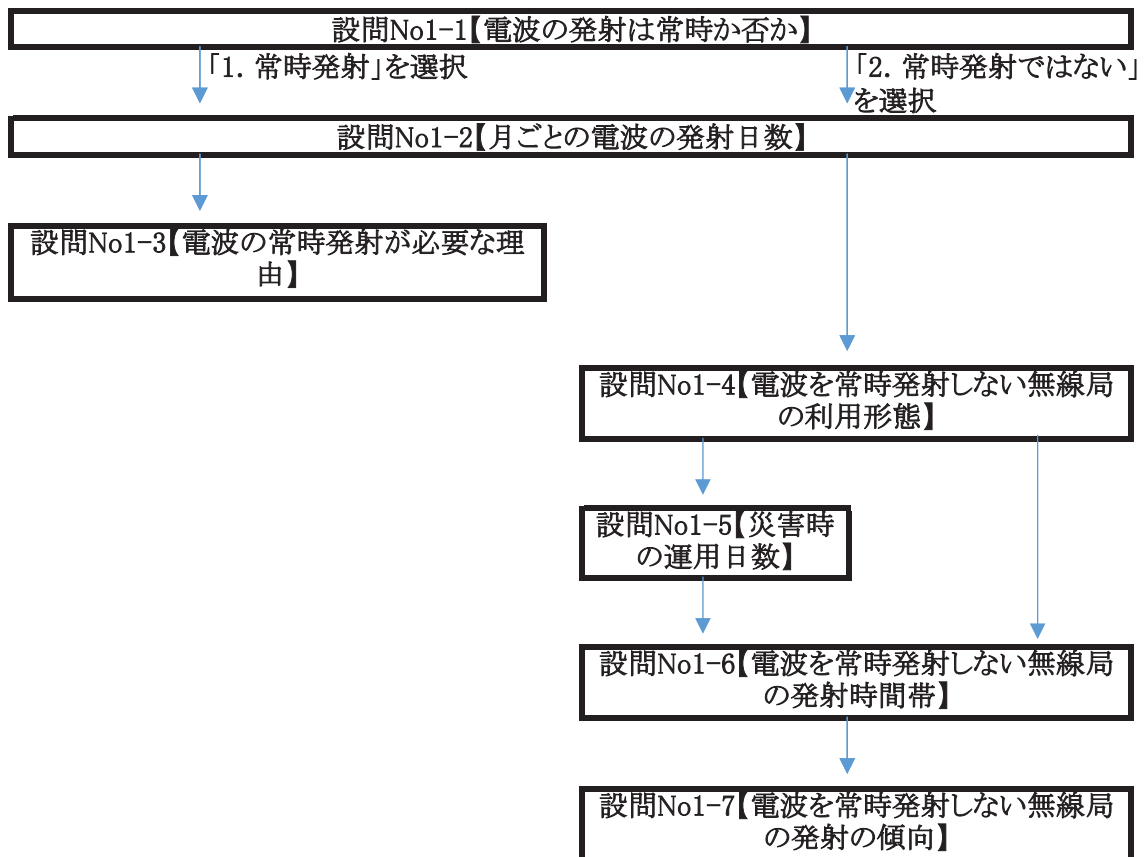 設問No1-1【電波の発射は常時か否か】
「1. 常時発射」を選択
「2. 常時発射ではない」
を選択
設問No1-2【月ごとの電波の発射日数】
設問No1-3【電波の常時発射が必要な理
由】
設問No1-4【電波を常時発射しない無線局
の利用形態】
設問No1-5【災害時
の運用日数】
設問No1-6【電波を常時発射しない無線局
の発射時間帯】
設問No1-7【電波を常時発射しない無線局
の発射の傾向】